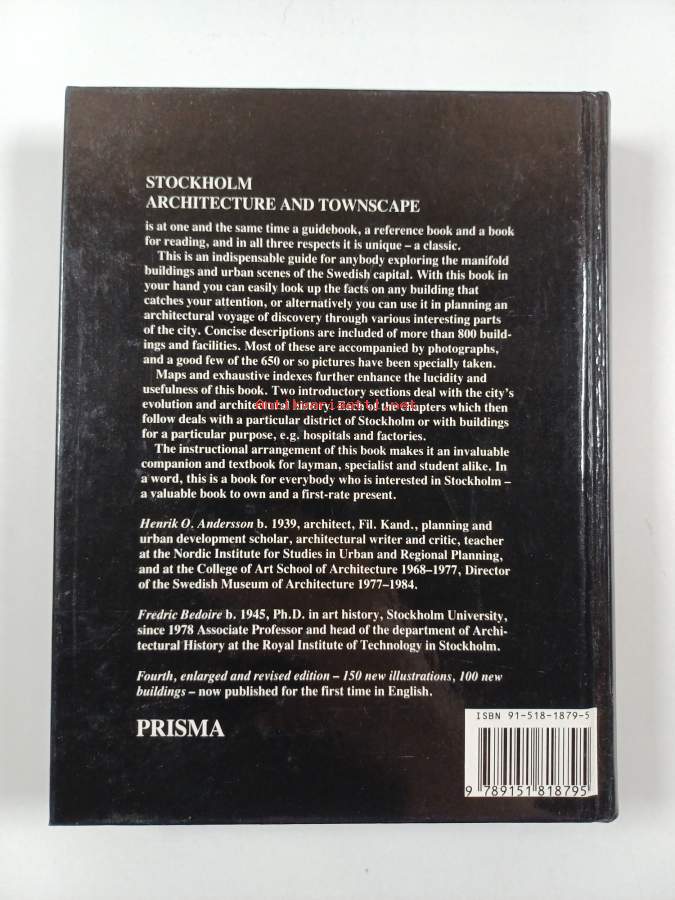 STOCKHOLM
ARCHITECTURE AND TOWNSCAPE
is at one and the same time a guidebook, a reference book and a book
for reading, and in all three respects it is unique – a classic.
This is an indispensable guide for anybody exploring the manifold
buildings and urban scenes of the Swedish capital. With this book in
your hand you can easily look up the facts on any building that
catches your attention, or alternatively you can use it in planning an
architectural voyage of discovery through various interesting parts
of the city. Concise descriptions are included of more than 800 build-
ings and facilities. Most of these are accompanied by photographs,
and a good few of the 650 or so pictures have been specially taken.
Maps and exhaustive indexes further enhance the lucidity and
usefulness of this book. Two introductory sections deal with the city's
evolution and architectural history. Each of the chapters which then
follow deals with a particular district of Stockholm or with buildings
for a particular purpose, e.g. hospitals and factories.
The instructional arrangement of this book makes it an invaluable
companion and textbook for layman, specialist and student alike. In
a word, this is a book for everybody who is interested in Stockholm –
a valuable book to own and a first-rate present.
Henrik O. Andersson b. 1939, architect, Fil. Kand., planning and
urban development scholar, architectural writer and critic, teacher
at the Nordic Institute for Studies in Urban and Regional Planning,
and at the College of Art School of Architecture 1968–1977, Director
of the Swedish Museum of Architecture 1977–1984.
Fredric Bedoire b. 1945, Ph.D. in art history, Stockholm University,
since 1978 Associate Professor and head of the department of Archi-
tectural History at the Royal Institute of Technology in Stockholm.
Fourth, enlarged and revised edition – 150 new illustrations, 100 new
buildings – now published for the first time in English.
PRISMA
ISBN 91-518-1879-5
9 789151 818795